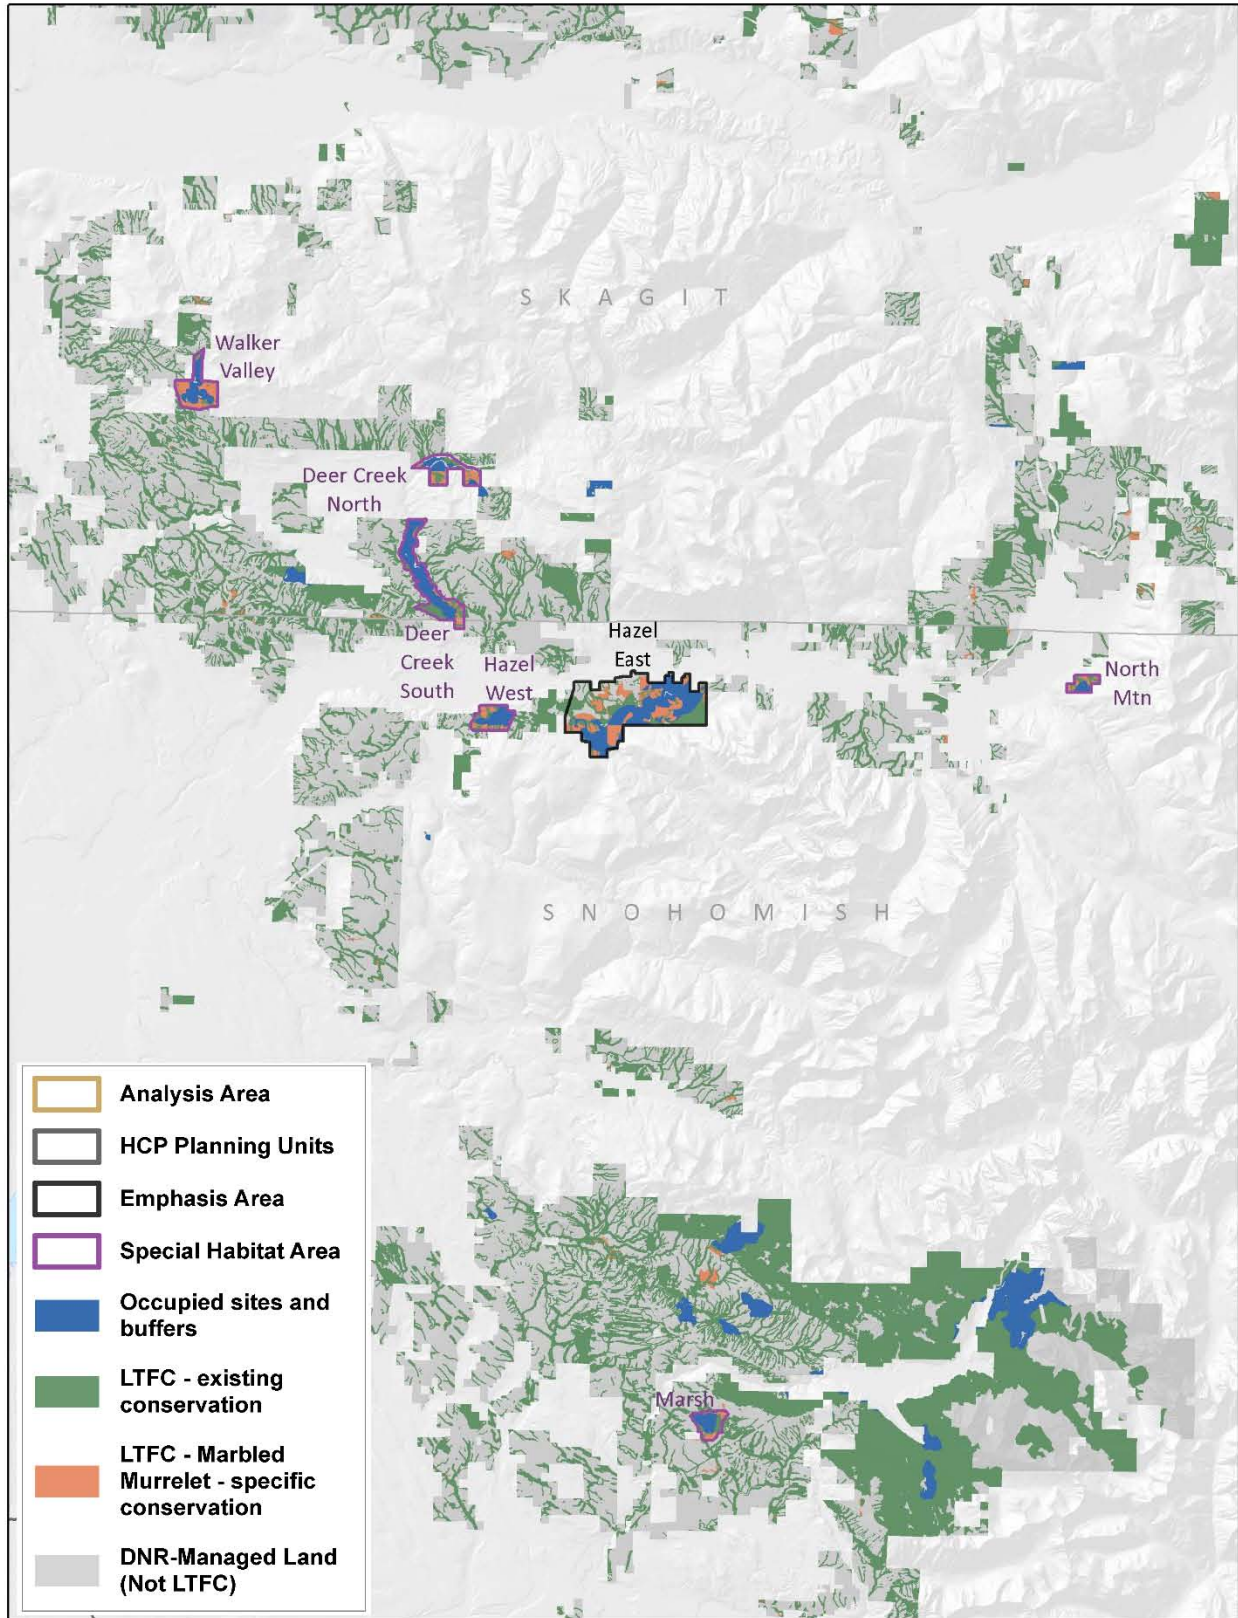 S K A G I T
Walker
Valley
Deer Creek
North
Deer
Creek
South
Hazel
West
Hazel
East
North
Mtn
S N O H O M I S H
Marsh
Analysis Area
HCP Planning Units
Emphasis Area
Special Habitat Area
Occupied sites and
buffers
LTFC - existing
conservation
LTFC - Marbled
Murrelet - specific
conservation
DNR-Managed Land
(Not LTFC)